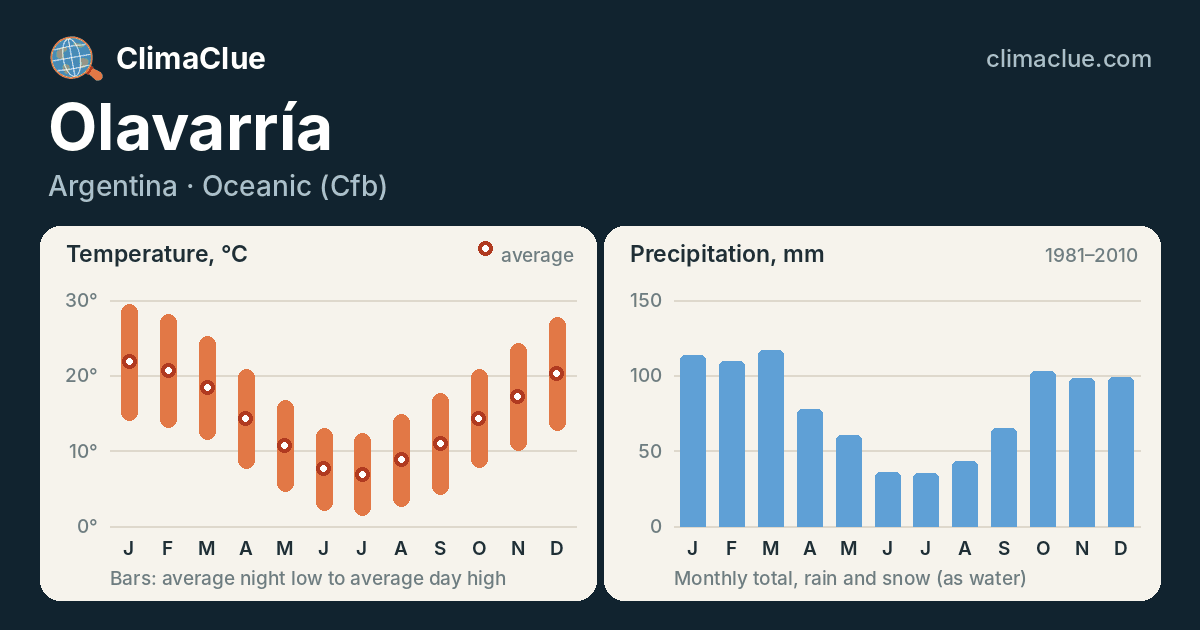 ClimaClue
climaclue.com
Olavarría
Argentina · Oceanic (Cfb)
Temperature, °C
average
30°
20°
10°
0°
J F M A M J J A S O N D
Bars: average night low to average day high
Precipitation, mm
1981–2010
150
100
50
0
J F M A M J J A S O N D
Monthly total, rain and snow (as water)